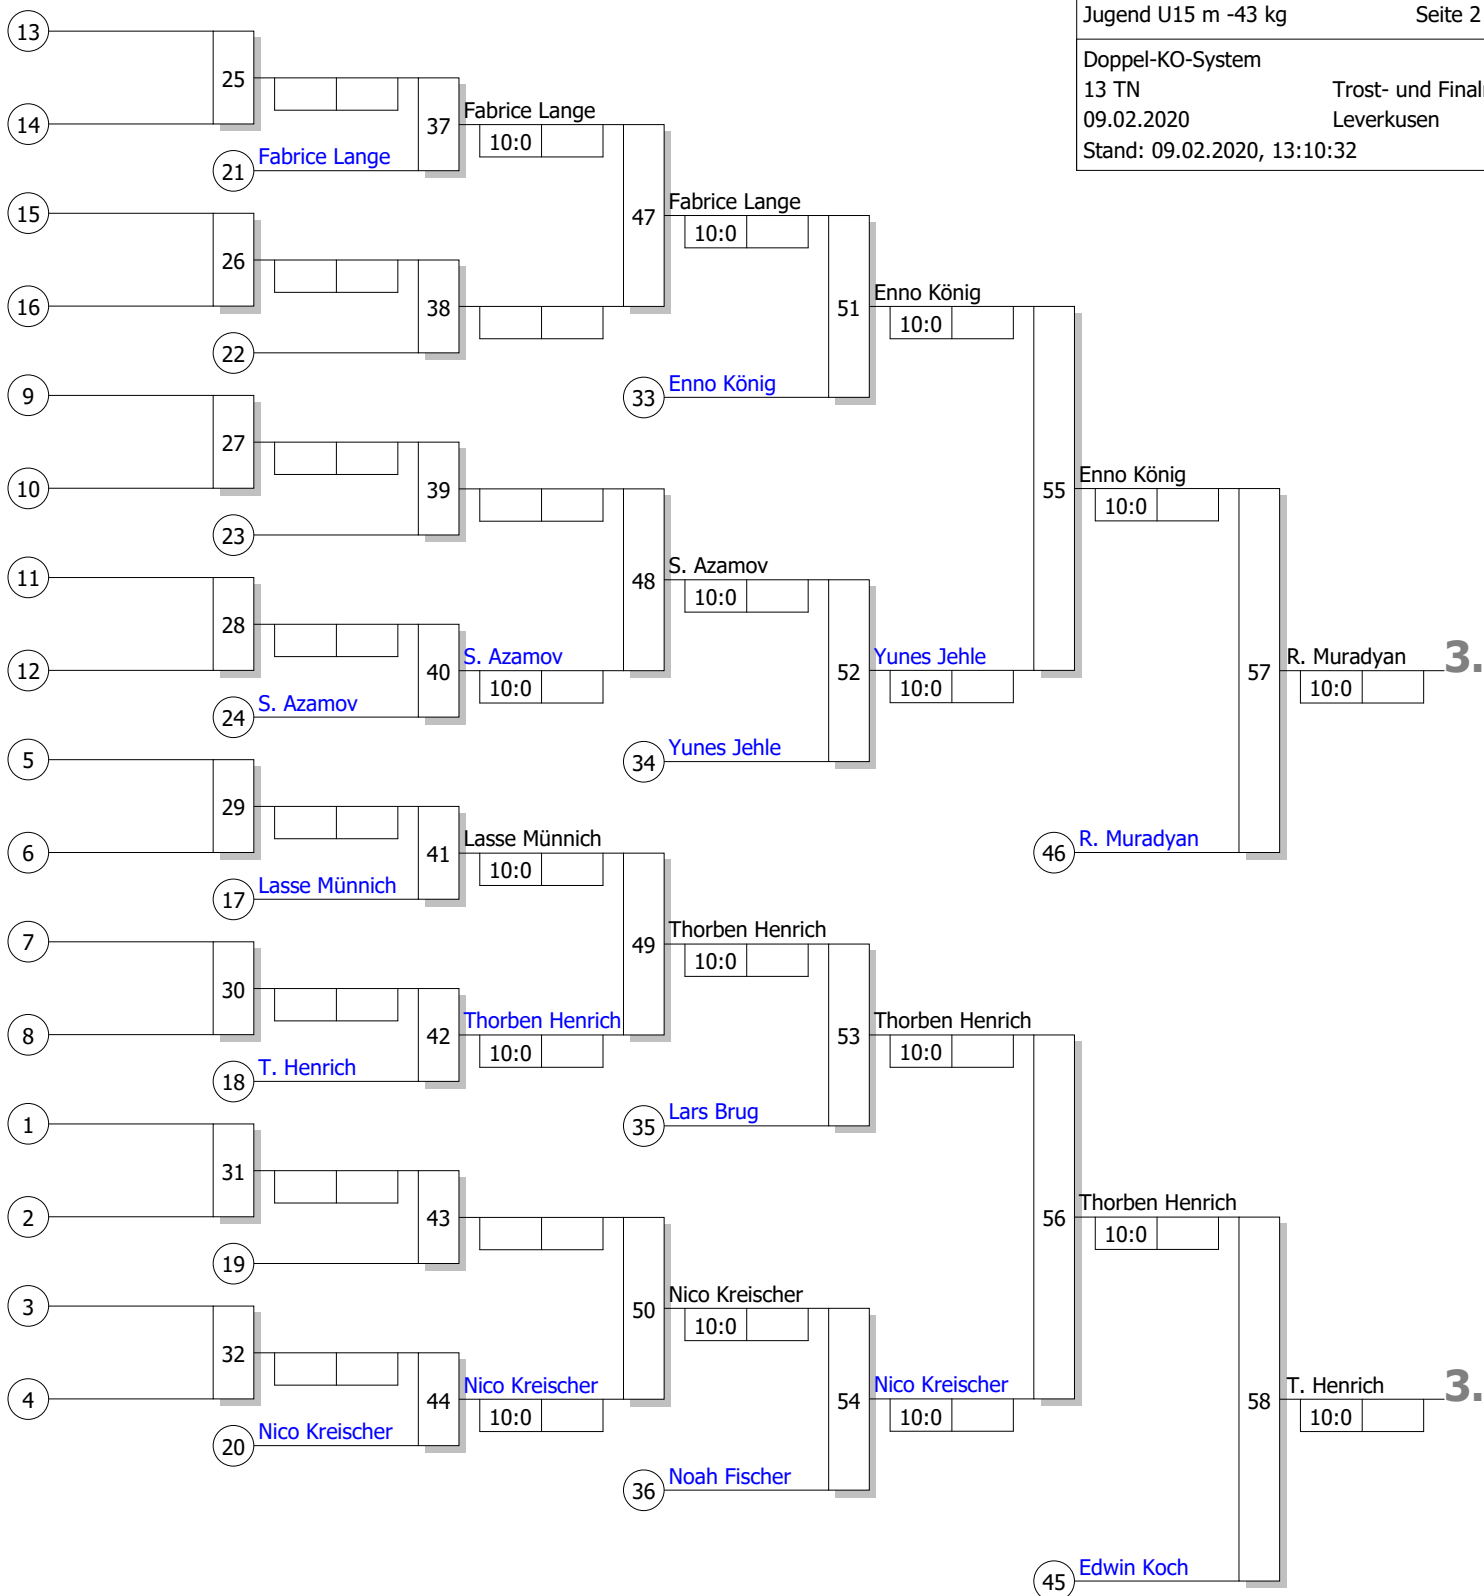 Jugend U15 m -43 kg Seite 2
Doppel-KO-System
13 TN Trost- und Final
09.02.2020 Leverkusen
Stand: 09.02.2020, 13:10:32
13
25
14
37
Fabrice Lange
10:0
21
Fabrice Lange
15
47
Fabrice Lange
10:0
26
16
38
51
Enno König
10:0
22
9
33
Enno König
27
10
39
55
Enno König
10:0
23
11
48
S. Azamov
10:0
28
12
40
S. Azamov
10:0
52
Yunes Jehle
10:0
57
R. Muradyan
10:0
3.
24
S. Azamov
5
34
Yunes Jehle
29
6
41
Lasse Münnich
10:0
46
R. Muradyan
17
Lasse Münnich
7
49
Thorben Henrich
10:0
30
8
42
Thorben Henrich
10:0
53
Thorben Henrich
10:0
18
T. Henrich
1
35
Lars Brug
31
2
43
56
Thorben Henrich
10:0
19
3
50
Nico Kreischer
10:0
32
4
44
Nico Kreischer
10:0
54
Nico Kreischer
10:0
58
T. Henrich
10:0
3.
20
Nico Kreischer
36
Noah Fischer
45
Edwin Koch